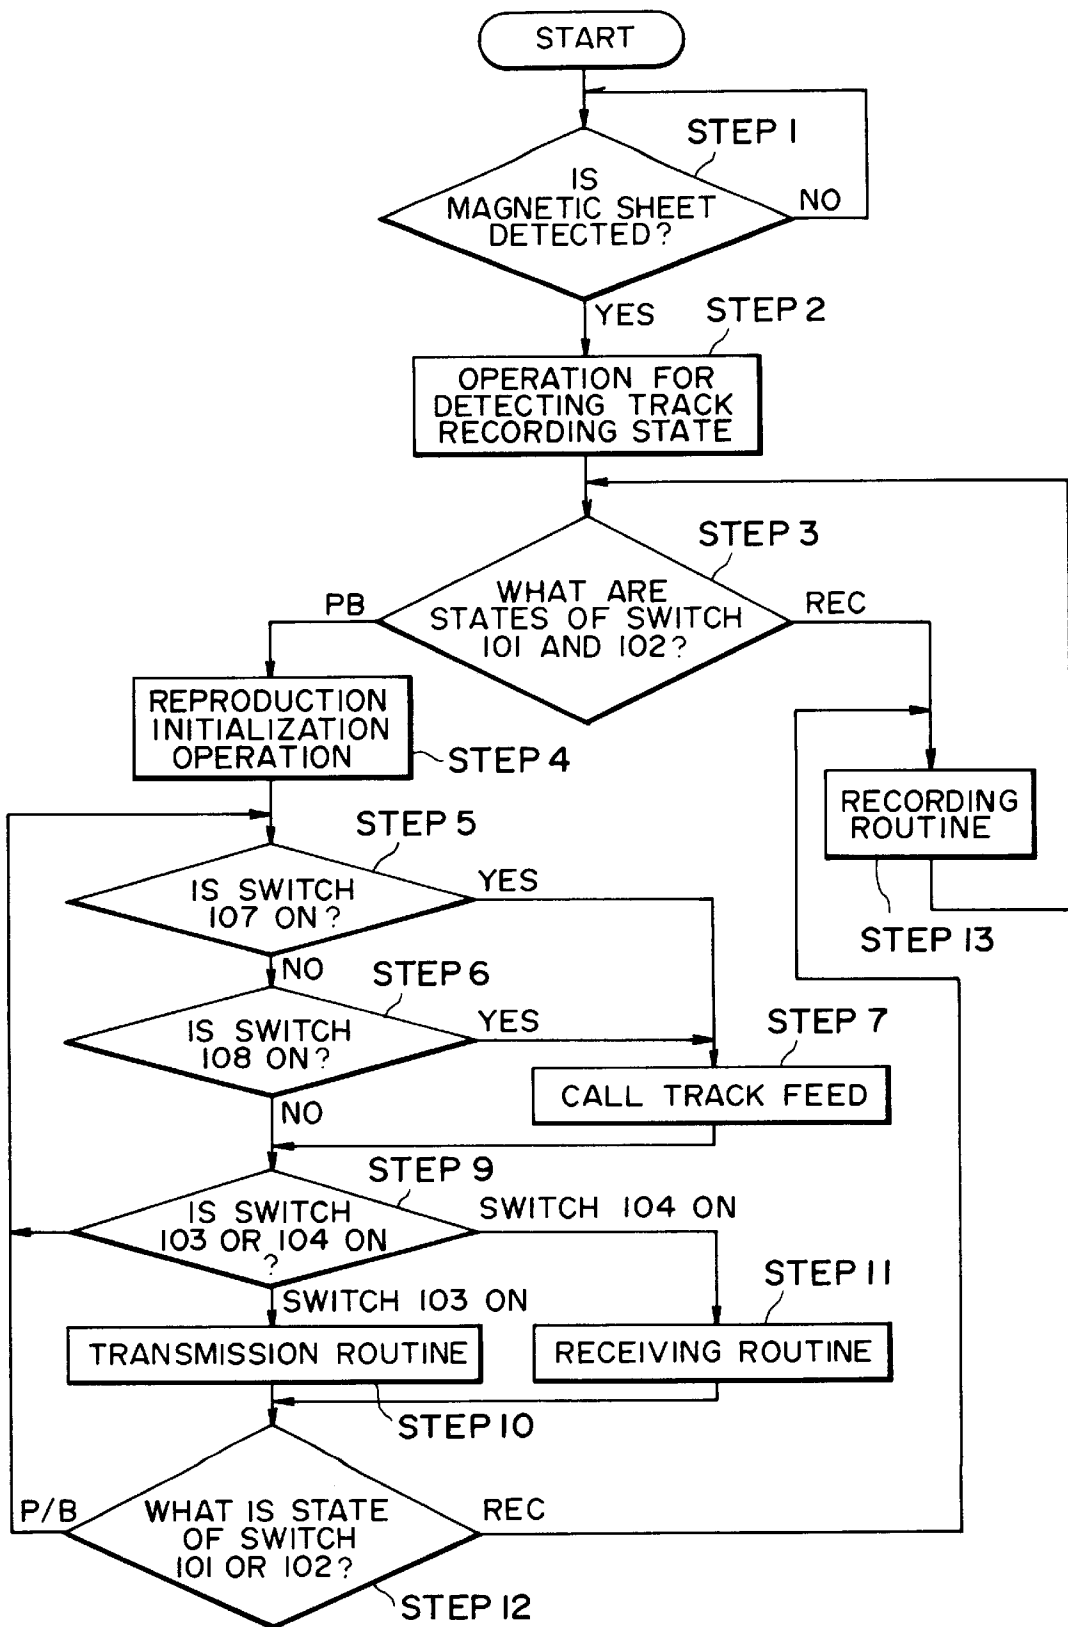 START
STEP 1
IS
MAGNETIC SHEET
DETECTED?
NO
YES
STEP 2
OPERATION FOR
DETECTING TRACK
RECORDING STATE
STEP 3
WHAT ARE
STATES OF SWITCH
101 AND 102?
PB
REC
REPRODUCTION
INITIALIZATION
OPERATION
STEP 4
RECORDING
ROUTINE
STEP 13
STEP 5
IS SWITCH
107 ON?
YES
NO
STEP 6
IS SWITCH
108 ON?
YES
NO
STEP 7
CALL TRACK FEED
STEP 9
IS SWITCH
103 OR 104 ON
?
SWITCH 104 ON
SWITCH 103 ON
STEP 11
TRANSMISSION ROUTINE
RECEIVING ROUTINE
STEP 10
P/B
WHAT IS STATE
OF SWITCH
101 OR 102?
REC
STEP 12